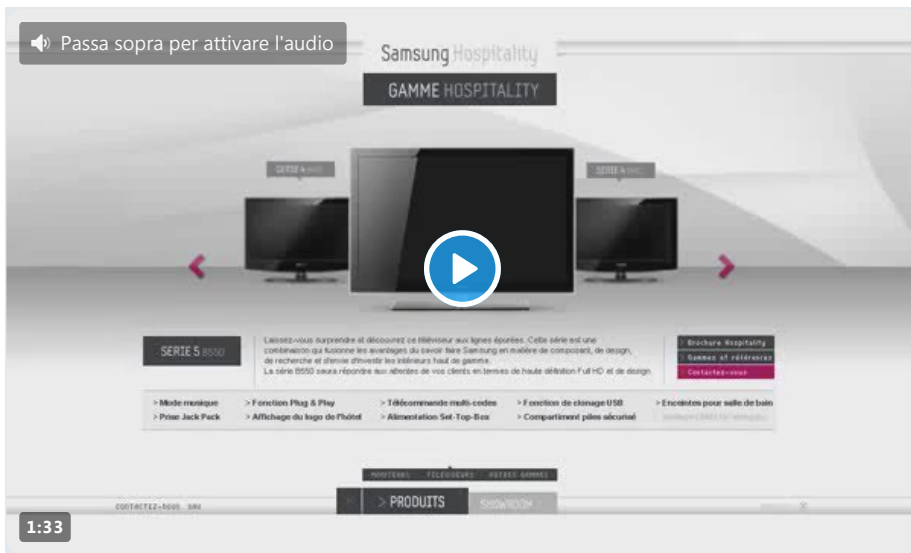 Passa sopra per attivare l'audio
Samsung Hospitality
GAMME HOSPITALITY
SERIE 4
SERIE 4
SERIE 5 B550
Laissez-vous surprendre et découvrez ce téléviseur aux lignes épurées. Cette série est une
combinaison qui fusionne les avantages du savoir faire Samsung en matière de composant, de design,
de recherche et d'envie d'investir les intérieurs haut de gamme.
La série B550 saura répondre aux attentes de vos clients en termes de haute définition Full HD et de design
> Brochure Hospitality
> Gammes et références
> Contactez-vous
> Mode musique
> Fonction Plug & Play
> Télécommande multi-codes
> Fonction de clonage USB
> Enceintes pour salle de bain
> Prise Jack Pack
> Affichage du logo de l'hôtel
> Alimentation Set-Top-Box
> Compartiment piles sécurisé
MONITEURS TÉLÉVISEURS AUTRES GAMMES
CONTACTEZ-NOUS SAV
> PRODUITS
SHOWROOM
1:33